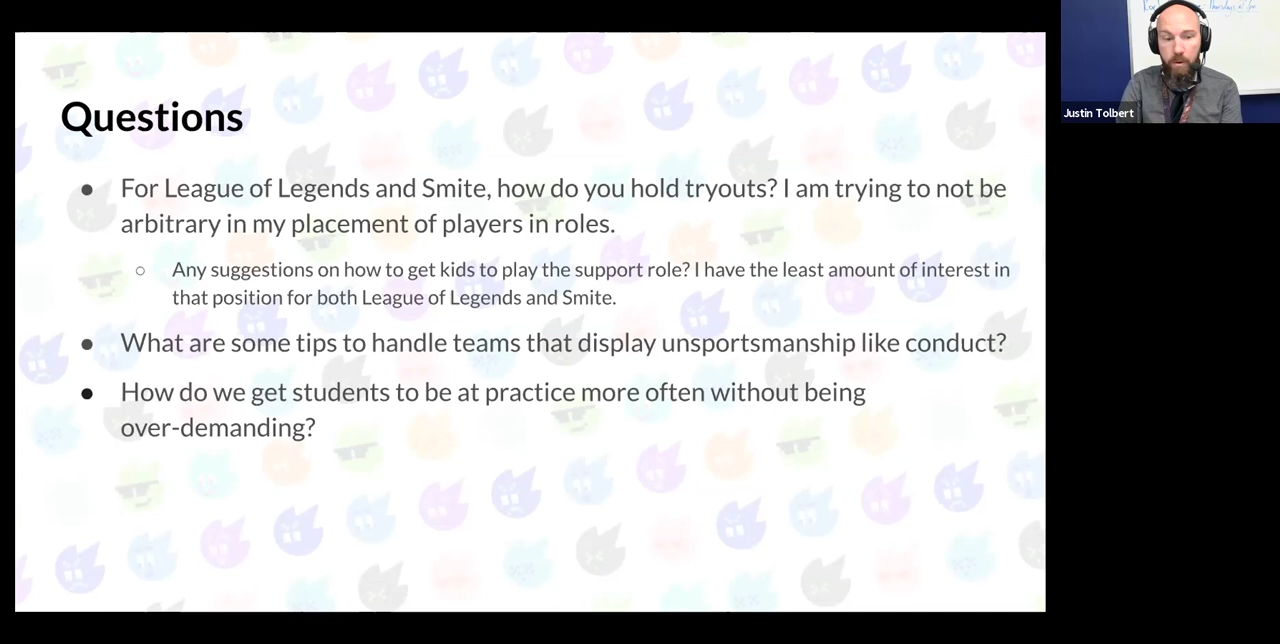 Questions
● For League of Legends and Smite, how do you hold tryouts? I am trying to not be
arbitrary in my placement of players in roles.
○ Any suggestions on how to get kids to play the support role? I have the least amount of interest in
that position for both League of Legends and Smite.
● What are some tips to handle teams that display unsportsmanship like conduct?
● How do we get students to be at practice more often without being
over-demanding?
Justin Tolbert